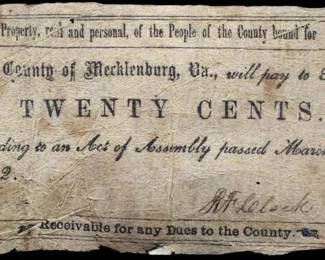 Property, real and personal, of the People of the County bound for
County of Mecklenburg, Va., will pay to
TWENTY CENTS.
ding to an Act of Assembly passed March
2.
Receivable for any Dues to the County.